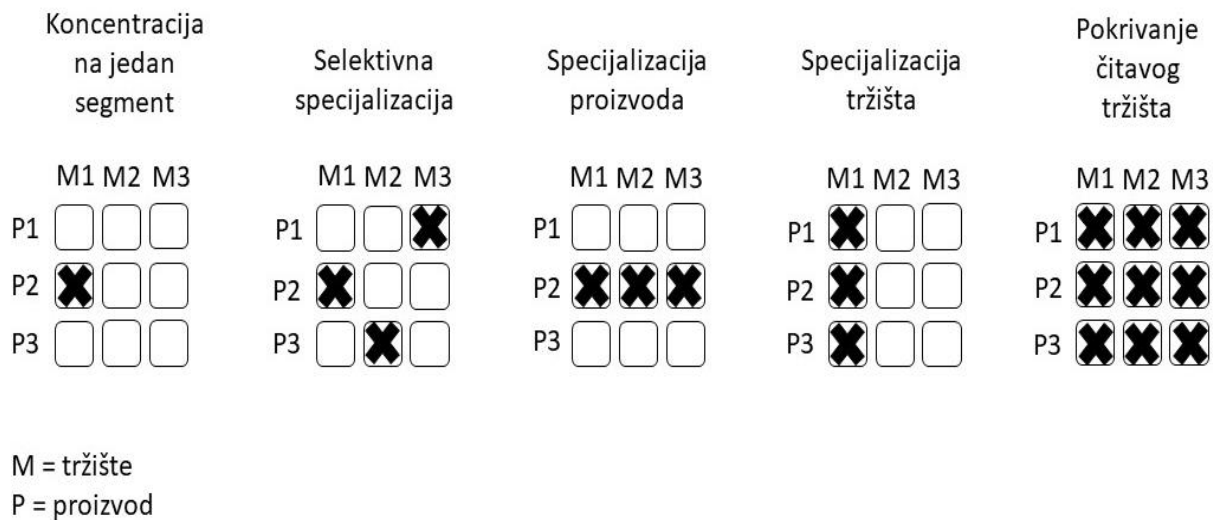 Koncentracija
na jedan
segment
Selektivna
specijalizacija
Specijalizacija
proizvoda
Specijalizacija
tržišta
Pokrivanje
čitavog
tržišta
M1 M2 M3
P1
P2
P3
M1 M2 M3
P1
P2
P3
M1 M2 M3
P1
P2
P3
M1 M2 M3
P1
P2
P3
M1 M2 M3
P1
P2
P3
M = tržište
P = proizvod